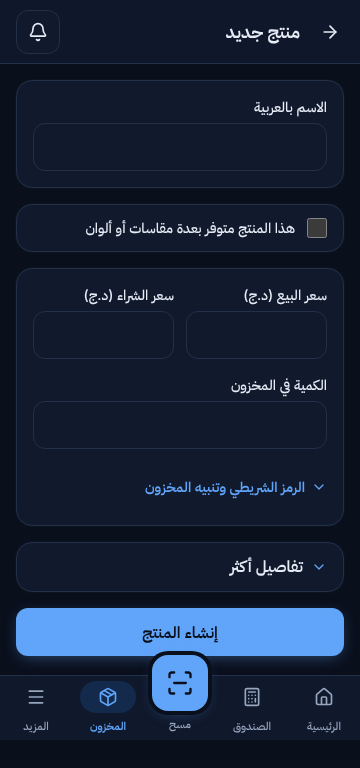 منتج جديد
الاسم بالعربية
هذا المنتج متوفر بعدة مقاسات أو ألوان
سعر البيع (د.ج)
سعر الشراء (د.ج)
الكمية في المخزون
الرمز الشريطي وتنبيه المخزون
تفاصيل أكثر
إنشاء المنتج
الرئيسية
الصندوق
مسح
المخزون
المزيد